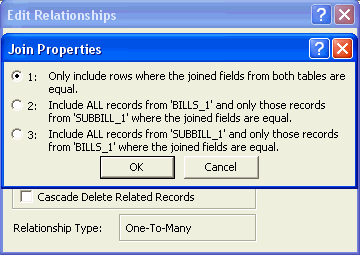 Edit Relationships
Join Properties
1: Only include rows where the joined fields from both tables are
equal.
2: Include ALL records from 'BILLS_1' and only those records
from 'SUBBILL_1' where the joined fields are equal.
3: Include ALL records from 'SUBBILL_1' and only those records
from 'BILLS_1' where the joined fields are equal.
OK Cancel
Cascade Delete Related Records
Relationship Type: One-To-Many